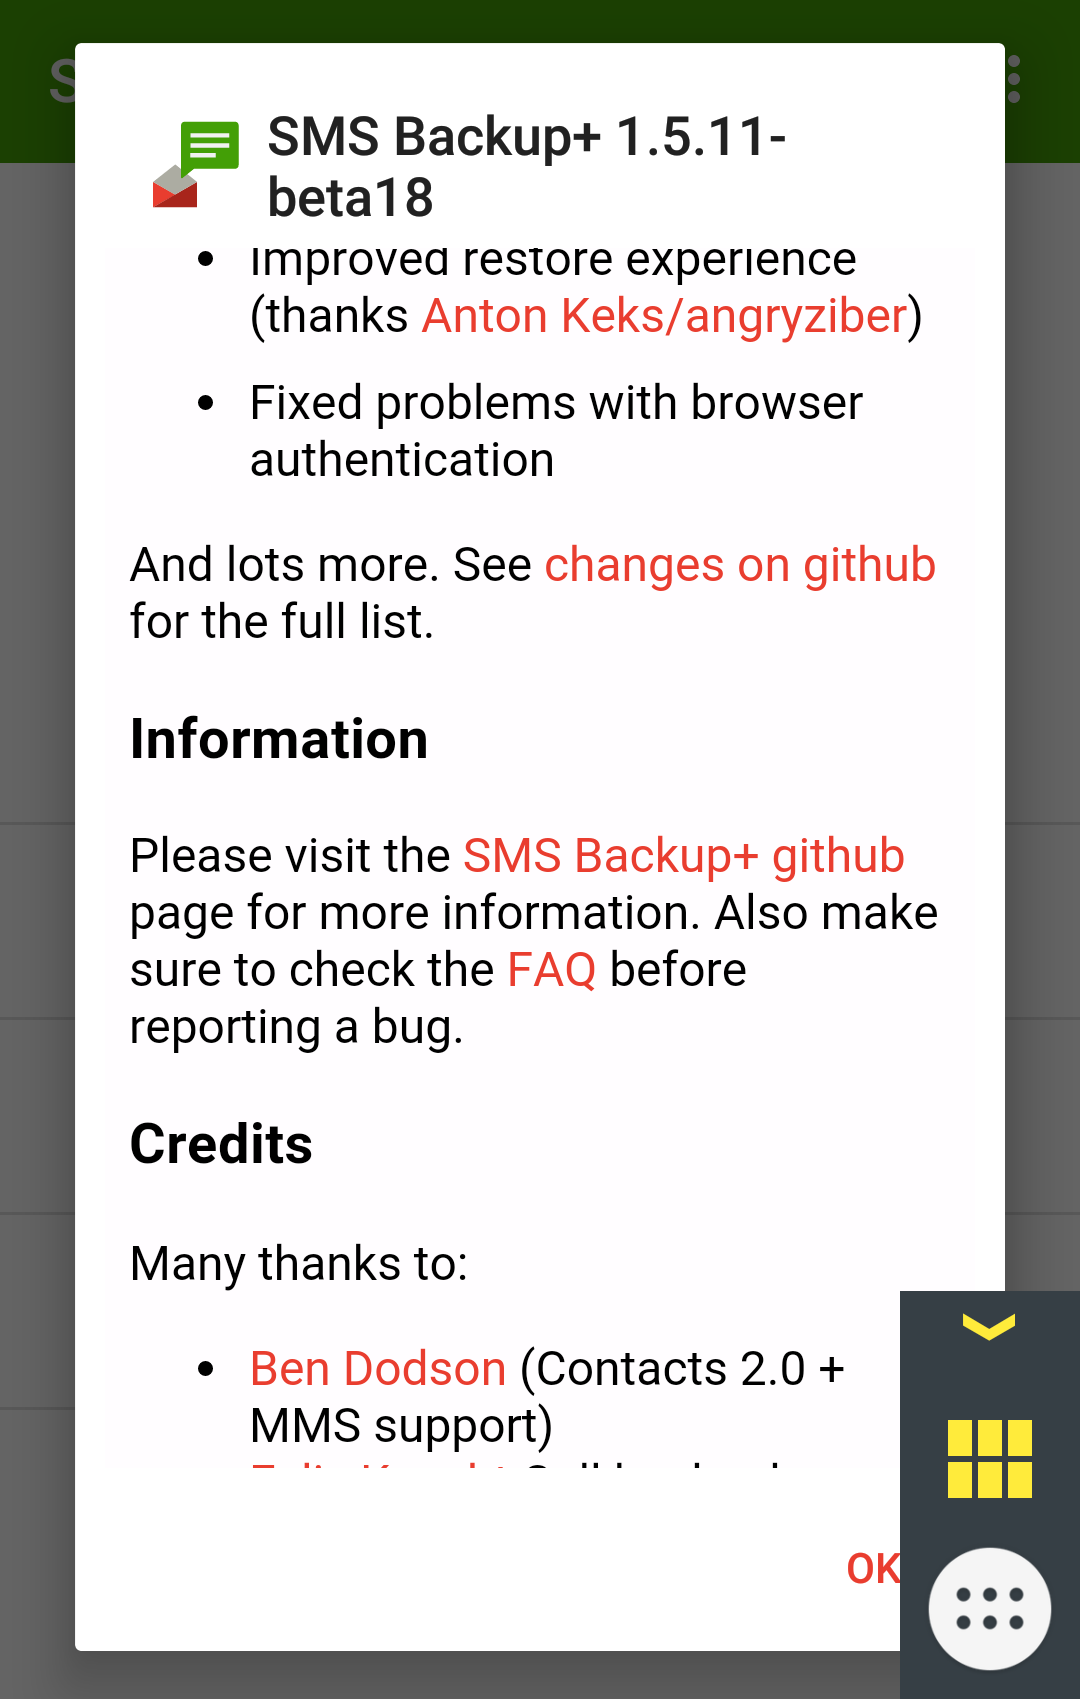 S
SMS Backup+ 1.5.11-
beta18
• Improved restore experience
(thanks Anton Keks/angryziber)
• Fixed problems with browser
authentication
And lots more. See changes on github
for the full list.
Information
Please visit the SMS Backup+ github
page for more information. Also make
sure to check the FAQ before
reporting a bug.
Credits
Many thanks to:
• Ben Dodson (Contacts 2.0 +
MMS support)
OK